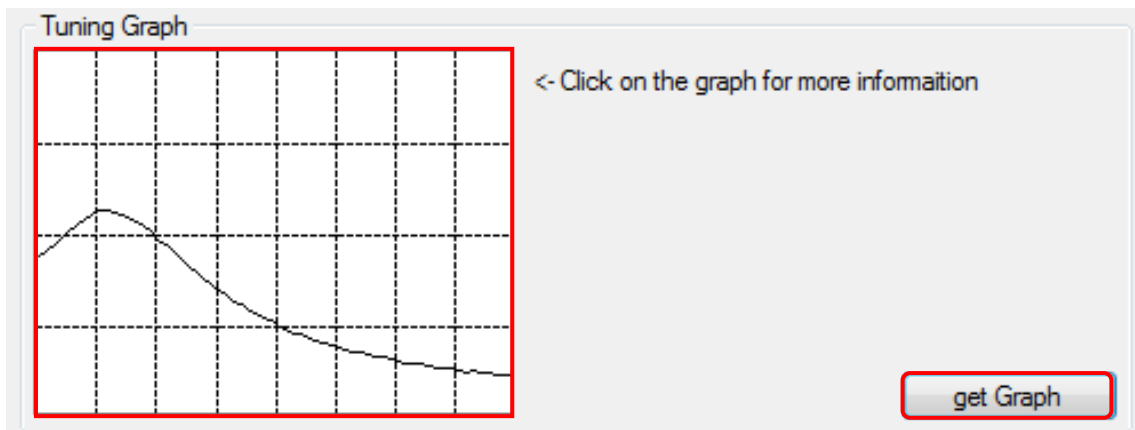 Tuning Graph
<- Click on the graph for more informaition
get Graph